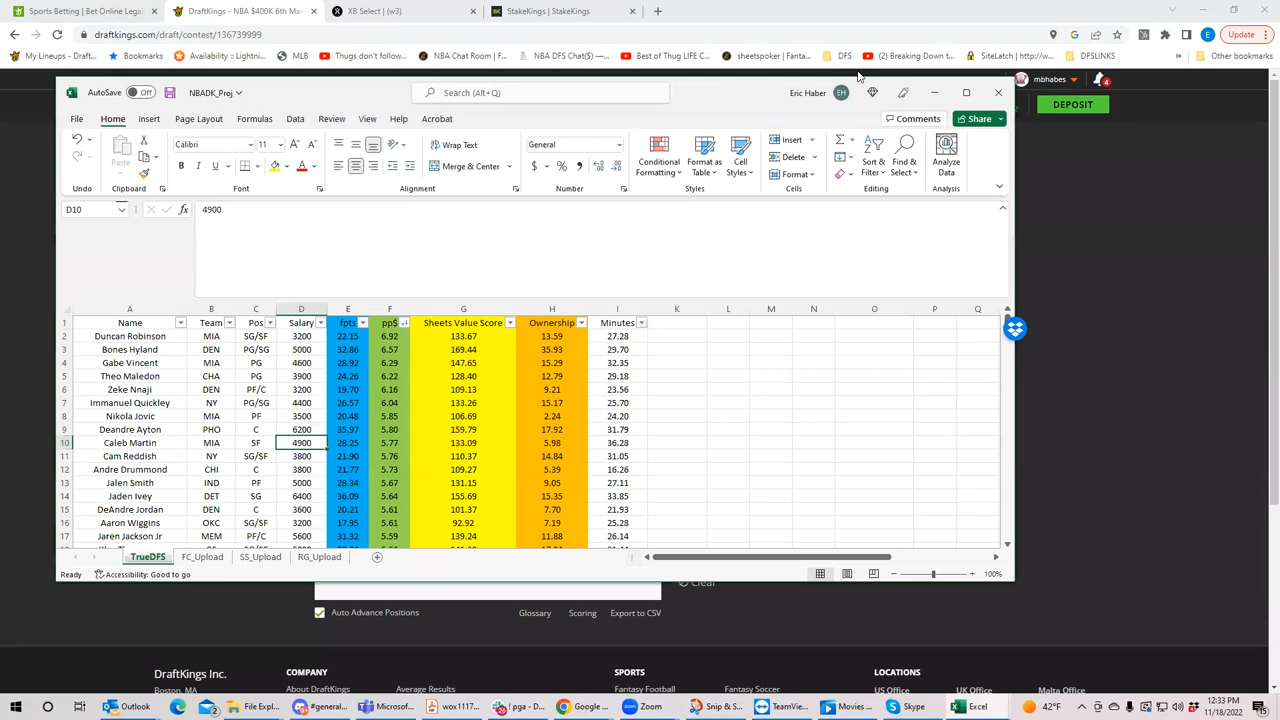 Sports Betting | Bet Online Legal
DraftKings - NBA $400K 6th Mar
XB Select | (w3)
StakeKings | StakeKings
draftkings.com/draft/contest/136739999
Update
My Lineups - Draft...
Bookmarks
Availability :: Lightni...
MLB
Thugs don't follow...
NBA Chat Room | F...
NBA DFS Chat($) —...
Best of Thug LIFE C...
sheetspoker | Fanta...
DFS
(2) Breaking Down t...
SiteLatch | http://w...
DFSLINKS
Other bookmarks
mbhabes
4
DEPOSIT
AutoSave Off
NBADK_Proj
Search (Alt+Q)
Eric Haber EH
File Home Insert Page Layout Formulas Data Review View Help Acrobat
Comments Share
Paste
Calibri 11
Wrap Text
Merge & Center
General
Conditional Formatting
Format as Table
Cell Styles
Insert
Delete
Format
Sort & Filter
Find & Select
Analyze Data
Undo Clipboard Font Alignment Number Styles Cells Editing Analysis
D10 4900
A B C D E F G H I K L M N O P Q
1 Name Team Pos Salary fpts pp$ Sheets Value Score Ownership Minutes
2 Duncan Robinson MIA SG/SF 3200 22.15 6.92 133.67 13.59 27.28
3 Bones Hyland DEN PG/SG 5000 32.86 6.57 169.44 35.93 29.70
4 Gabe Vincent MIA PG 4600 28.92 6.29 147.65 15.29 32.35
5 Theo Maledon CHA PG 3900 24.26 6.22 128.40 12.79 29.18
6 Zeke Nnaji DEN PF/C 3200 19.70 6.16 109.13 9.21 23.56
7 Immanuel Quickley NY PG/SG 4400 26.57 6.04 133.26 15.17 25.70
8 Nikola Jovic MIA PF 3500 20.48 5.85 106.69 2.24 24.20
9 Deandre Ayton PHO C 6200 35.97 5.80 159.79 17.92 31.79
10 Caleb Martin MIA SF 4900 28.25 5.77 133.09 5.98 36.28
11 Cam Reddish NY SG/SF 3800 21.90 5.76 110.37 14.84 31.05
12 Andre Drummond CHI C 3800 21.77 5.73 109.27 5.39 16.26
13 Jalen Smith IND PF/C 5000 28.34 5.67 131.15 9.05 27.11
14 Jaden Ivey DET SG 6400 36.09 5.64 155.69 15.35 33.85
15 DeAndre Jordan DEN C 3600 20.21 5.61 101.37 7.70 21.93
16 Aaron Wiggins OKC SG/SF 3200 17.95 5.61 92.92 7.19 25.28
17 Jaren Jackson Jr MEM PF/C 5600 31.32 5.59 139.24 11.88 28.00
TrueDFS FC_Upload SS_Upload RG_Upload
Ready Accessibility: Good to go 100%
Clear
Auto Advance Positions
Glossary Scoring Export to CSV
DraftKings Inc.
Boston, MA
COMPANY
About DraftKings
Average Results
SPORTS
Fantasy Football
Fantasy Soccer
LOCATIONS
US Office
UK Office
Malta Office
Outlook
2
File Expl...
#general...
Microsof...
wox1117...
! pga - D...
Google ...
Zoom
Snip & S...
TeamVie...
Movies ...
Skype
Excel
42°F
12:33 PM
11/18/2022
15